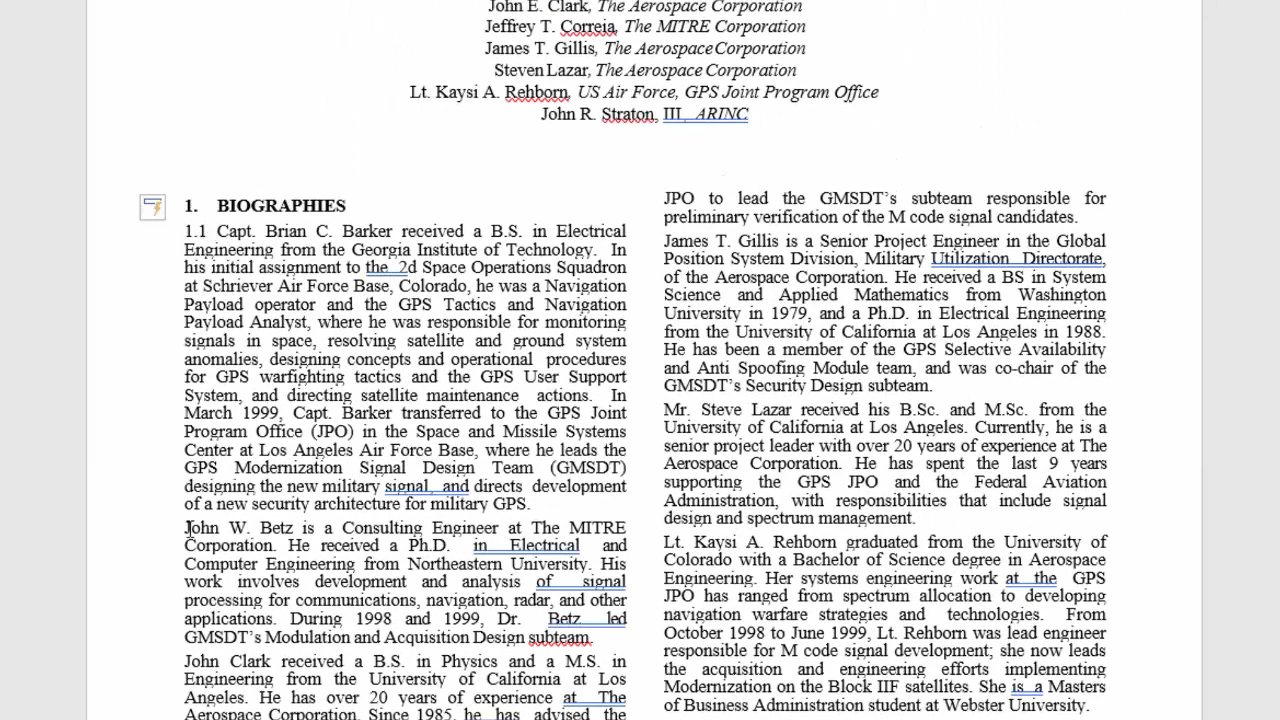 John E. Clark, The Aerospace Corporation
Jeffrey T. Correia, The MITRE Corporation
James T. Gillis, The Aerospace Corporation
Steven Lazar, The Aerospace Corporation
Lt. Kaysi A. Rehborn, US Air Force, GPS Joint Program Office
John R. Straton, III, ARINC
1. BIOGRAPHIES
1.1 Capt. Brian C. Barker received a B.S. in Electrical
Engineering from the Georgia Institute of Technology. In
his initial assignment to the 2d Space Operations Squadron
at Schriever Air Force Base, Colorado, he was a Navigation
Payload operator and the GPS Tactics and Navigation
Payload Analyst, where he was responsible for monitoring
signals in space, resolving satellite and ground system
anomalies, designing concepts and operational procedures
for GPS warfighting tactics and the GPS User Support
System, and directing satellite maintenance actions. In
March 1999, Capt. Barker transferred to the GPS Joint
Program Office (JPO) in the Space and Missile Systems
Center at Los Angeles Air Force Base, where he leads the
GPS Modernization Signal Design Team (GMSDT)
designing the new military signal, and directs development
of a new security architecture for military GPS.
John W. Betz is a Consulting Engineer at The MITRE
Corporation. He received a Ph.D. in Electrical and
Computer Engineering from Northeastern University. His
work involves development and analysis of signal
processing for communications, navigation, radar, and other
applications. During 1998 and 1999, Dr. Betz led
GMSDT's Modulation and Acquisition Design subteam.
John Clark received a B.S. in Physics and a M.S. in
Engineering from the University of California at Los
Angeles. He has over 20 years of experience at The
Aerospace Corporation. Since 1985, he has advised the
JPO to lead the GMSDT's subteam responsible for
preliminary verification of the M code signal candidates.
James T. Gillis is a Senior Project Engineer in the Global
Position System Division, Military Utilization Directorate,
of the Aerospace Corporation. He received a BS in System
Science and Applied Mathematics from Washington
University in 1979, and a Ph.D. in Electrical Engineering
from the University of California at Los Angeles in 1988.
He has been a member of the GPS Selective Availability
and Anti Spoofing Module team, and was co-chair of the
GMSDT's Security Design subteam.
Mr. Steve Lazar received his B.Sc. and M.Sc. from the
University of California at Los Angeles. Currently, he is a
senior project leader with over 20 years of experience at The
Aerospace Corporation. He has spent the last 9 years
supporting the GPS JPO and the Federal Aviation
Administration, with responsibilities that include signal
design and spectrum management.
Lt. Kaysi A. Rehborn graduated from the University of
Colorado with a Bachelor of Science degree in Aerospace
Engineering. Her systems engineering work at the GPS
JPO has ranged from spectrum allocation to developing
navigation warfare strategies and technologies. From
October 1998 to June 1999, Lt. Rehborn was lead engineer
responsible for M code signal development; she now leads
the acquisition and engineering efforts implementing
Modernization on the Block IIF satellites. She is a Masters
of Business Administration student at Webster University.